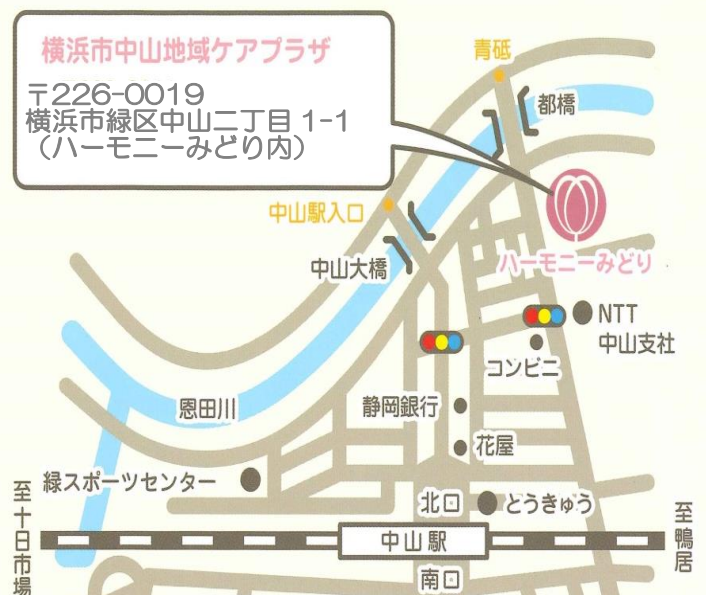 横浜市中山地域ケアプラザ
〒226-0019
横浜市緑区中山二丁目1-1
（ハーモニーみどり内）
青砥
都橋
中山駅入口
中山大橋
ハーモニーみどり
NTT
中山支社
コンビニ
恩田川
静岡銀行
花屋
緑スポーツセンター
北口
とうきゅう
至十日市場
中山駅
至鴨居
南口